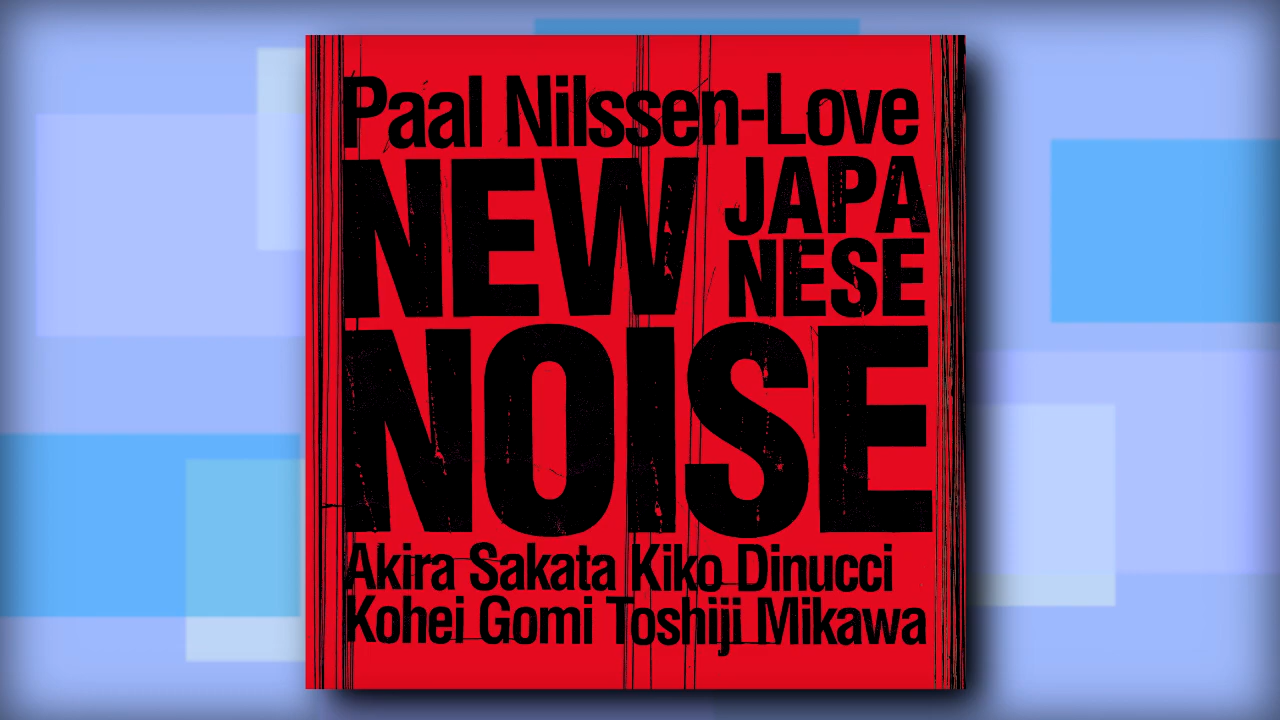 Paal Nilssen-Love
NEW JAPA
NESE
NOISE
Akira Sakata Kiko Dinucci
Kohei Gomi Toshiji Mikawa